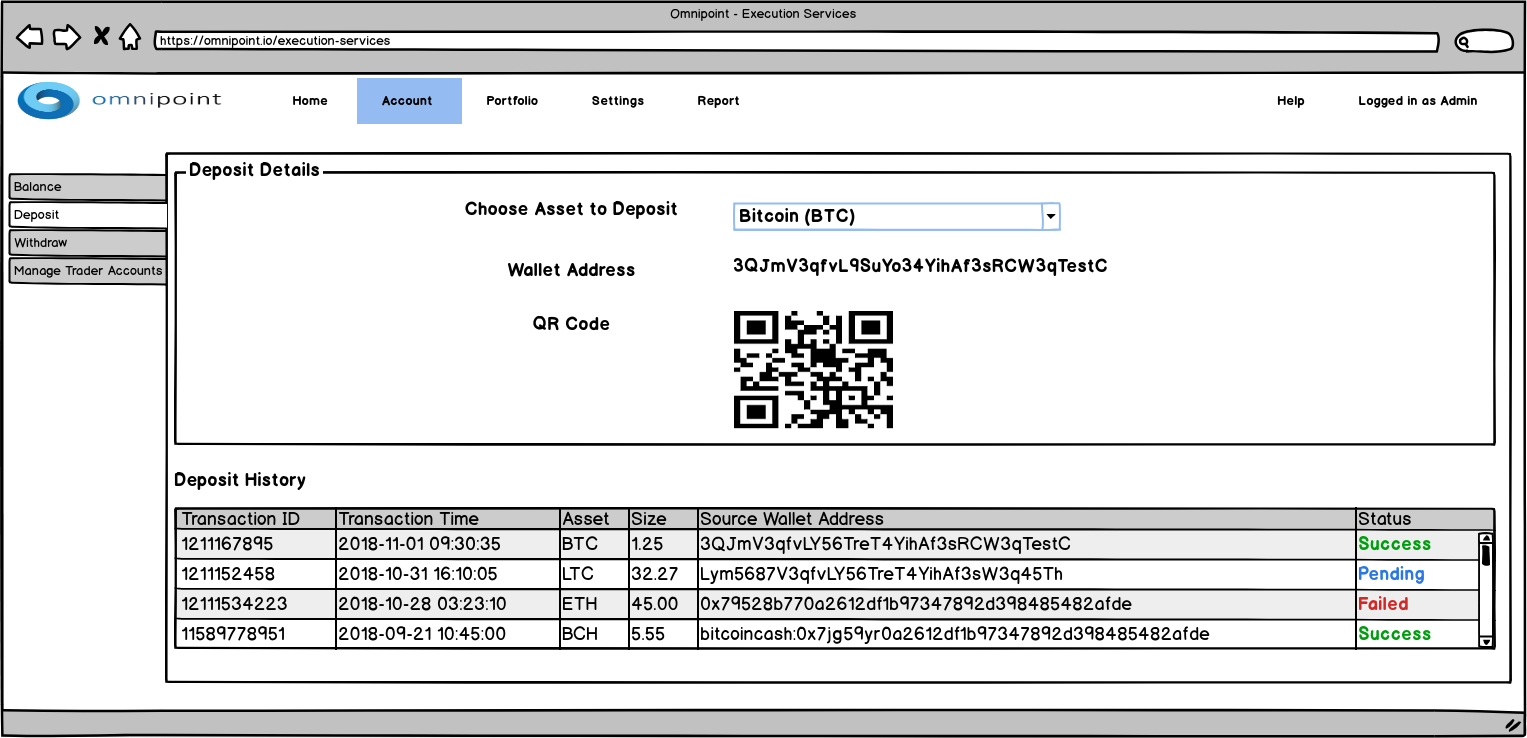 Omnipoint - Execution Services
https://omnipoint.io/execution-services
omnipoint Home Account Portfolio Settings Report Help Logged in as Admin
Balance
Deposit
Withdraw
Manage Trader Accounts
Deposit Details
Choose Asset to Deposit Bitcoin (BTC)
Wallet Address 3QJmV3qfvL9SuYo34YihAf3sRCW3qTestC
QR Code
Deposit History
Transaction ID Transaction Time Asset Size Source Wallet Address Status
1211167895 2018-11-01 09:30:35 BTC 1.25 3QJmV3qfvLY56TreT4YihAf3sRCW3qTestC Success
1211152458 2018-10-31 16:10:05 LTC 32.27 Lym5687V3qfvLY56TreT4YihAf3sW3q45Th Pending
12111534223 2018-10-28 03:23:10 ETH 45.00 0x79528b770a2612df1b97347892d398485482afde Failed
11589778951 2018-09-21 10:45:00 BCH 5.55 bitcoincash:0x7jg59yr0a2612df1b97347892d398485482afde Success